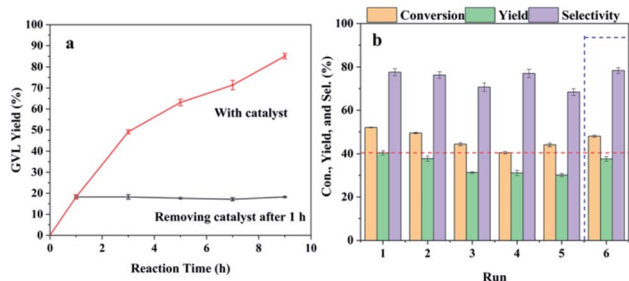 a
100
90
80
70
60
50
40
30
20
10
0
GVL Yield (%)
With catalyst
Removing catalyst after 1 h
0 2 4 6 8 10
Reaction Time (h)
Conversion Yield Selectivity
b
100
80
60
40
20
0
Con., Yield, and Sel. (%)
1 2 3 4 5 6
Run